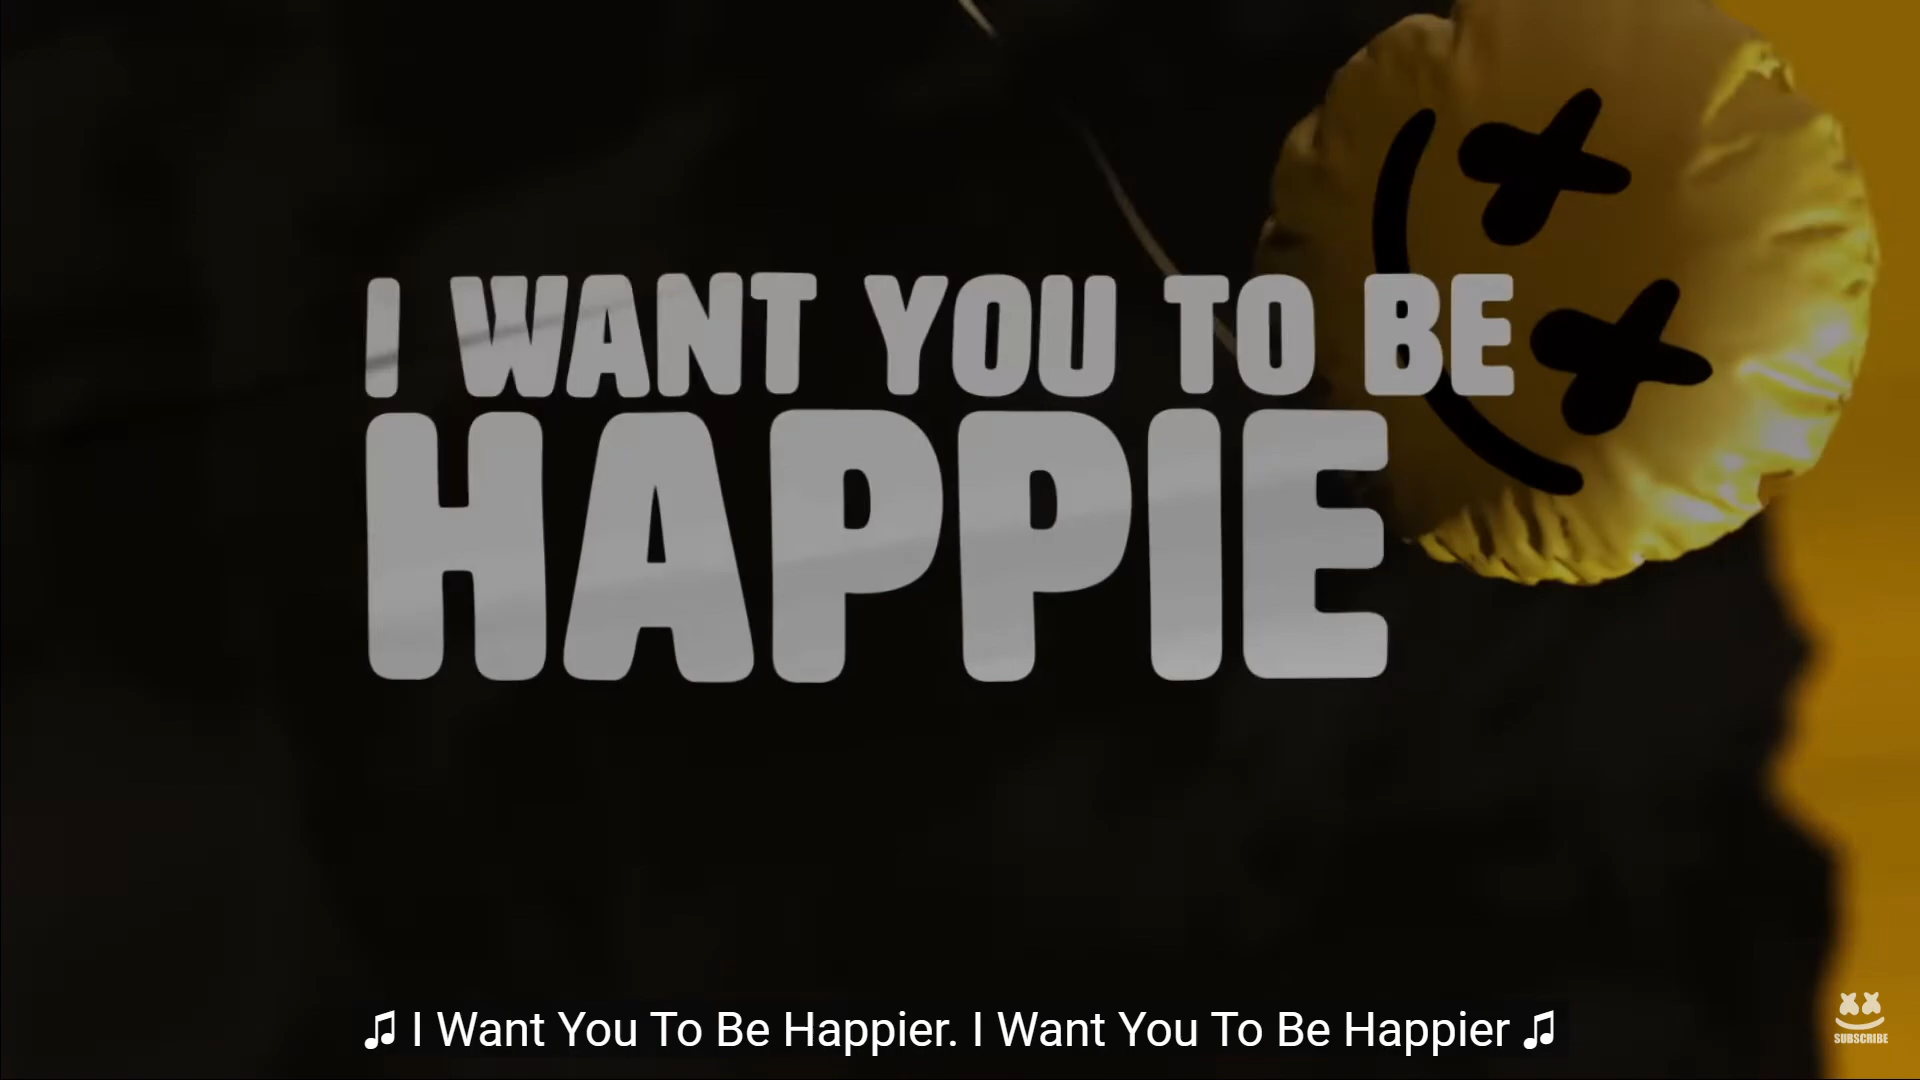 I WANT YOU TO BE
HAPPIE
♫ I Want You To Be Happier. I Want You To Be Happier ♫
SUBSCRIBE